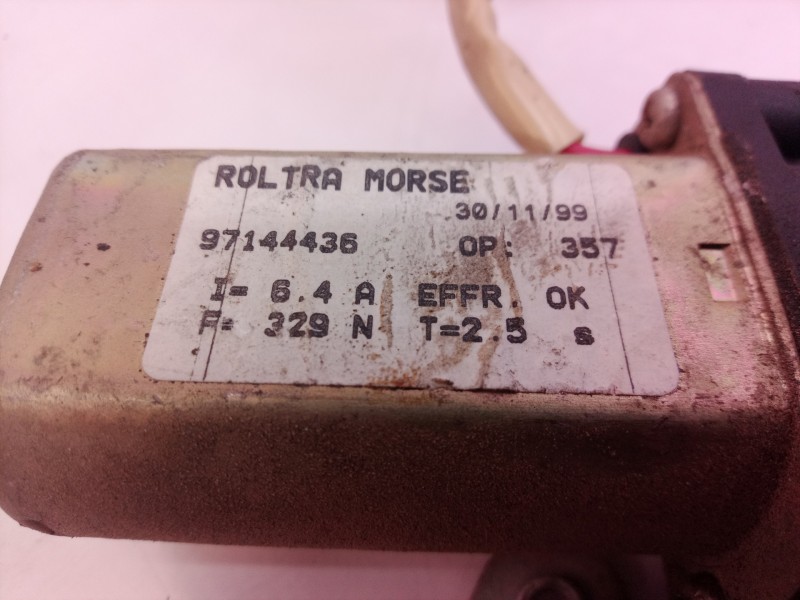 ROLTRA MORSE
30/11/99
97144436 OP: 357
I= 6.4 A EFFR. OK
F= 329 N T=2.5 s